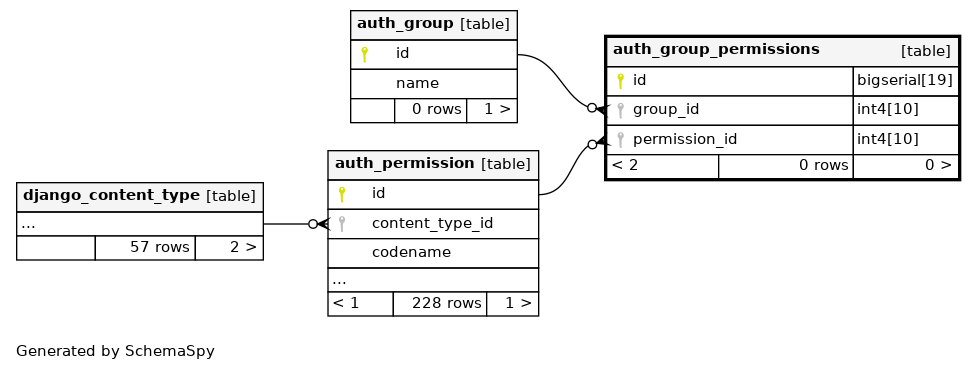 auth_group [table]
id
name
0 rows 1 >
auth_group_permissions [table]
id bigserial[19]
group_id int4[10]
permission_id int4[10]
< 2 0 rows 0 >
auth_permission [table]
id
content_type_id
codename
...
< 1 228 rows 1 >
django_content_type [table]
...
57 rows 2 >
Generated by SchemaSpy